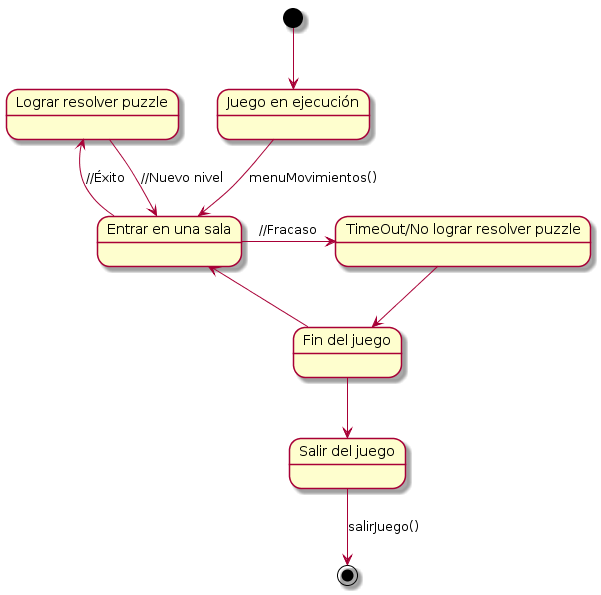 Lograr resolver puzzle
Juego en ejecución
//Éxito
//Nuevo nivel
menuMovimientos()
Entrar en una sala
//Fracaso
TimeOut/No lograr resolver puzzle
Fin del juego
Salir del juego
salirJuego()